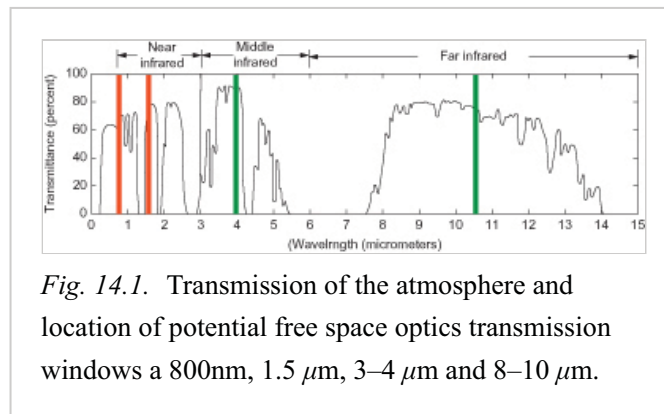 Near infrared
Middle infrared
Far infrared
Transmittance (percent)
100
80
60
40
20
0
0 1 2 3 4 5 6 7 8 9 10 11 12 13 14 15
(Wavelrngth (micrometers)
Fig. 14.1. Transmission of the atmosphere and
location of potential free space optics transmission
windows a 800nm, 1.5 μm, 3–4 μm and 8–10 μm.